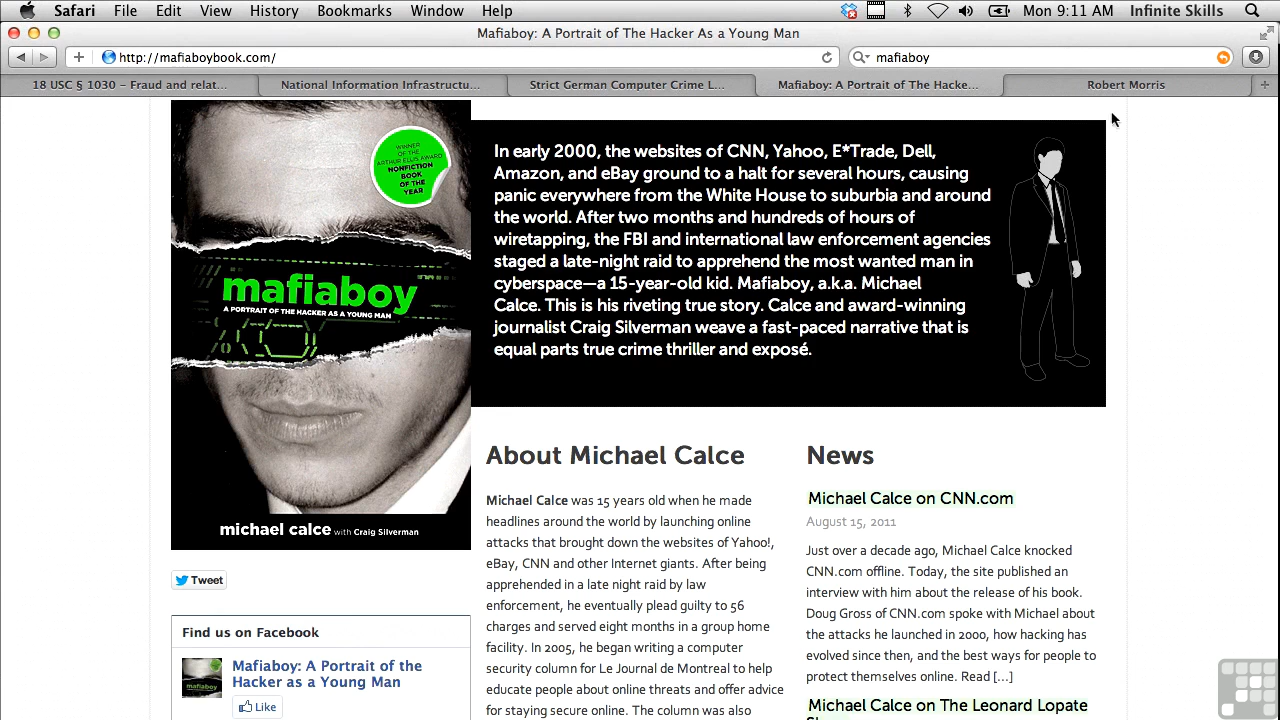 Safari File Edit View History Bookmarks Window Help Mon 9:11 AM Infinite Skills
Mafiaboy: A Portrait of The Hacker As a Young Man
http://mafiaboybook.com/ mafiaboy
18 USC § 1030 – Fraud and relat... National Information Infrastructu... Strict German Computer Crime L... Mafiaboy: A Portrait of The Hacke... Robert Morris
WINNER
OF THE
ARTHUR ELLIS AWARD
NONFICTION
BOOK
OF THE
YEAR
mafiaboy
A PORTRAIT OF THE HACKER AS A YOUNG MAN
michael calce with Craig Silverman
In early 2000, the websites of CNN, Yahoo, E*Trade, Dell,
Amazon, and eBay ground to a halt for several hours, causing
panic everywhere from the White House to suburbia and around
the world. After two months and hundreds of hours of
wiretapping, the FBI and international law enforcement agencies
staged a late-night raid to apprehend the most wanted man in
cyberspace—a 15-year-old kid. Mafiaboy, a.k.a. Michael
Calce. This is his riveting true story. Calce and award-winning
journalist Craig Silverman weave a fast-paced narrative that is
equal parts true crime thriller and exposé.
Tweet
Find us on Facebook
mafiaboy
Mafiaboy: A Portrait of the
Hacker as a Young Man
Like
About Michael Calce
Michael Calce was 15 years old when he made
headlines around the world by launching online
attacks that brought down the websites of Yahoo!,
eBay, CNN and other Internet giants. After being
apprehended in a late night raid by law
enforcement, he eventually plead guilty to 56
charges and served eight months in a group home
facility. In 2005, he began writing a computer
security column for Le Journal de Montreal to help
educate people about online threats and offer advice
for staying secure online. The column was also
News
Michael Calce on CNN.com
August 15, 2011
Just over a decade ago, Michael Calce knocked
CNN.com offline. Today, the site published an
interview with him about the release of his book.
Doug Gross of CNN.com spoke with Michael about
the attacks he launched in 2000, how hacking has
evolved since then, and the best ways for people to
protect themselves online. Read [...]
Michael Calce on The Leonard Lopate